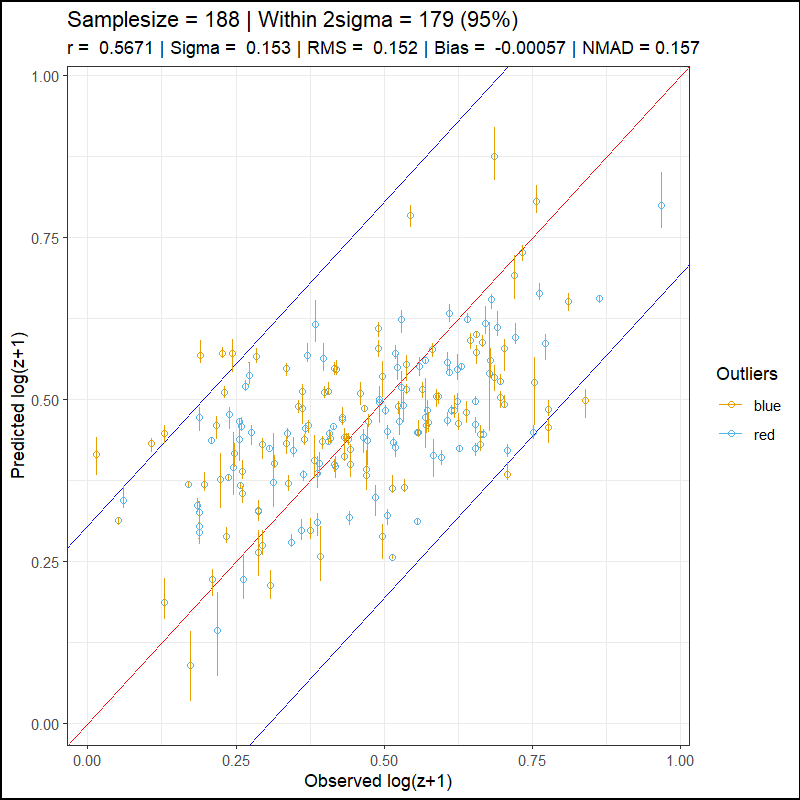 Samplesize = 188 | Within 2sigma = 179 (95%)
r = 0.5671 | Sigma = 0.153 | RMS = 0.152 | Bias = -0.00057 | NMAD = 0.157
1.00
0.75
0.50
0.25
0.00
Predicted log(z+1)
0.00 0.25 0.50 0.75 1.00
Observed log(z+1)
Outliers
blue
red